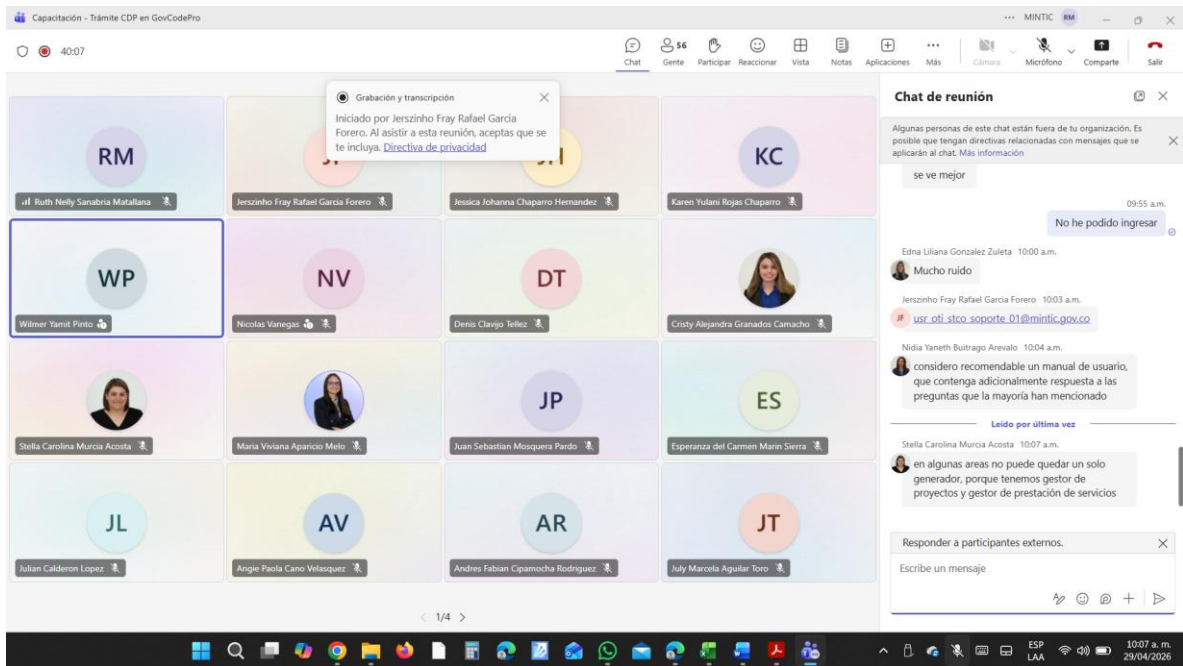 Capacitación - Trámite CDP en GovCodePro
MINTIC RM
40:07
Chat
56
Gente
Participar
Reaccionar
Vista
Notas
Aplicaciones
Más
Cámara
Micrófono
Comparte
Salir
Grabación y transcripción
Iniciado por Jerszinho Fray Rafael Garcia
Forero. Al asistir a esta reunión, aceptas que se
te incluya. Directiva de privacidad
RM
KC
Ruth Nelly Sanabria Matallana
Jerszinho Fray Rafael Garcia Forero
Jessica Johanna Chaparro Hernandez
Karen Yulani Rojas Chaparro
WP
NV
DT
Wilmer Yamit Pinto
Nicolas Vanegas
Denis Clavijo Tellez
Cristy Alejandra Granados Camacho
JP
ES
Stella Carolina Murcia Acosta
Maria Viviana Aparicio Melo
Juan Sebastian Mosquera Pardo
Esperanza del Carmen Marin Sierra
JL
AV
AR
JT
Julian Calderon Lopez
Angie Paola Cano Velasquez
Andres Fabian Cipamocha Rodriguez
July Marcela Aguilar Toro
1/4
Chat de reunión
Algunas personas de este chat están fuera de tu organización. Es
posible que tengan directivas relacionadas con mensajes que se
aplicarán al chat. Más información
se ve mejor
09:55 a.m.
No he podido ingresar
Edna Liliana Gonzalez Zuleta 10:00 a.m.
Mucho ruido
Jerszinho Fray Rafael Garcia Forero 10:03 a.m.
JF
usr_oti_stco_soporte_01@mintic.gov.co
Nidia Yaneth Buitrago Arevalo 10:04 a.m.
considero recomendable un manual de usuario,
que contenga adicionalmente respuesta a las
preguntas que la mayoría han mencionado
Leído por última vez
Stella Carolina Murcia Acosta 10:07 a.m.
en algunas areas no puede quedar un solo
generador, porque tenemos gestor de
proyectos y gestor de prestación de servicios
Responder a participantes externos.
Escribe un mensaje
ESP
LAA
10:07 a. m.
29/04/2026